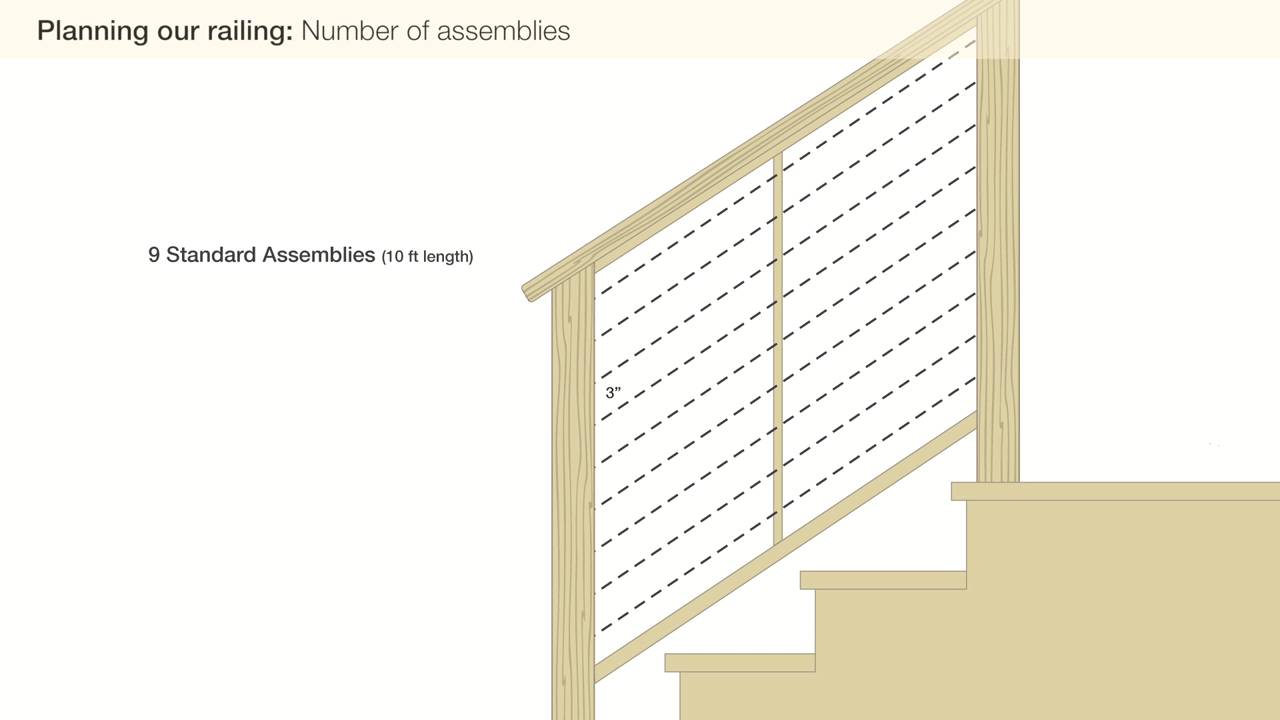 Planning our railing: Number of assemblies
9 Standard Assemblies (10 ft length)
3”